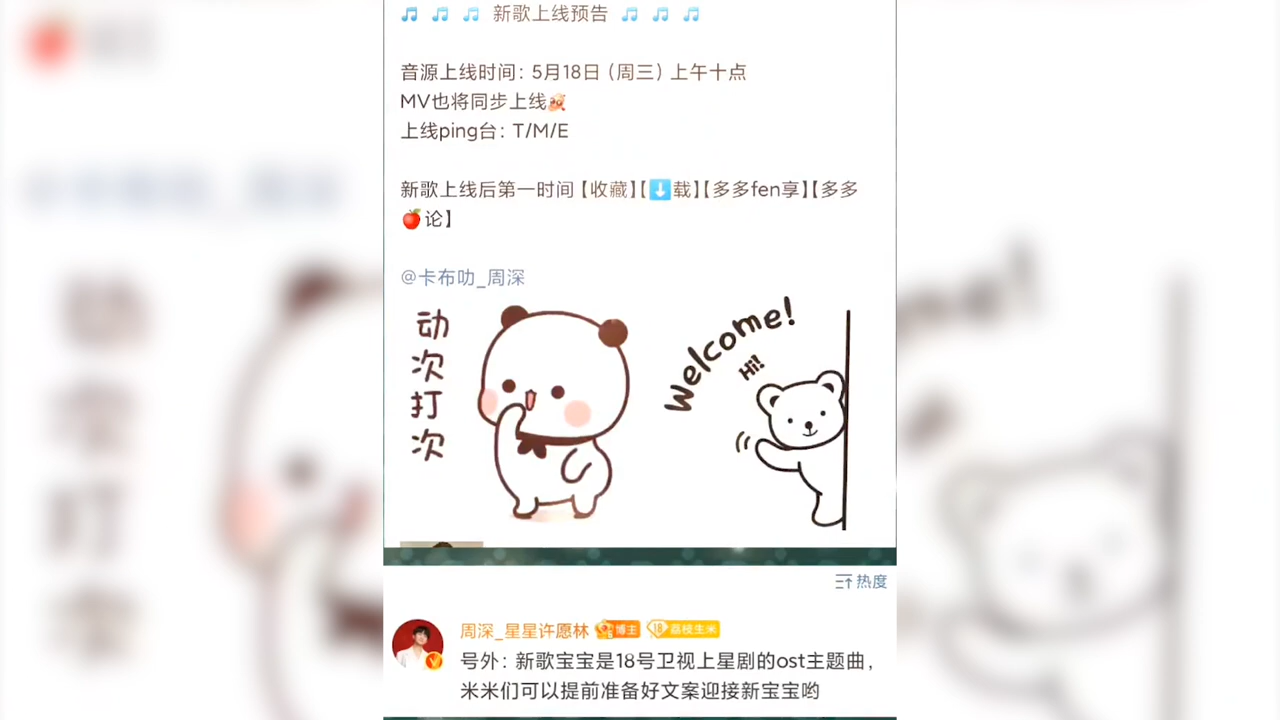 🎵 🎵 🎵 新歌上线预告 🎵 🎵 🎵
音源上线时间：5月18日（周三）上午十点
MV也将同步上线
上线ping台：T/M/E
新歌上线后第一时间【收藏】【⬇️载】【多多fen享】【多多
🍎论】
@卡布叻_周深
动次打次
Welcome!
Hi!
热度
周深_星星许愿林 博主 18 荔枝生米
号外：新歌宝宝是18号卫视上星剧的ost主题曲，
米米们可以提前准备好文案迎接新宝宝哟